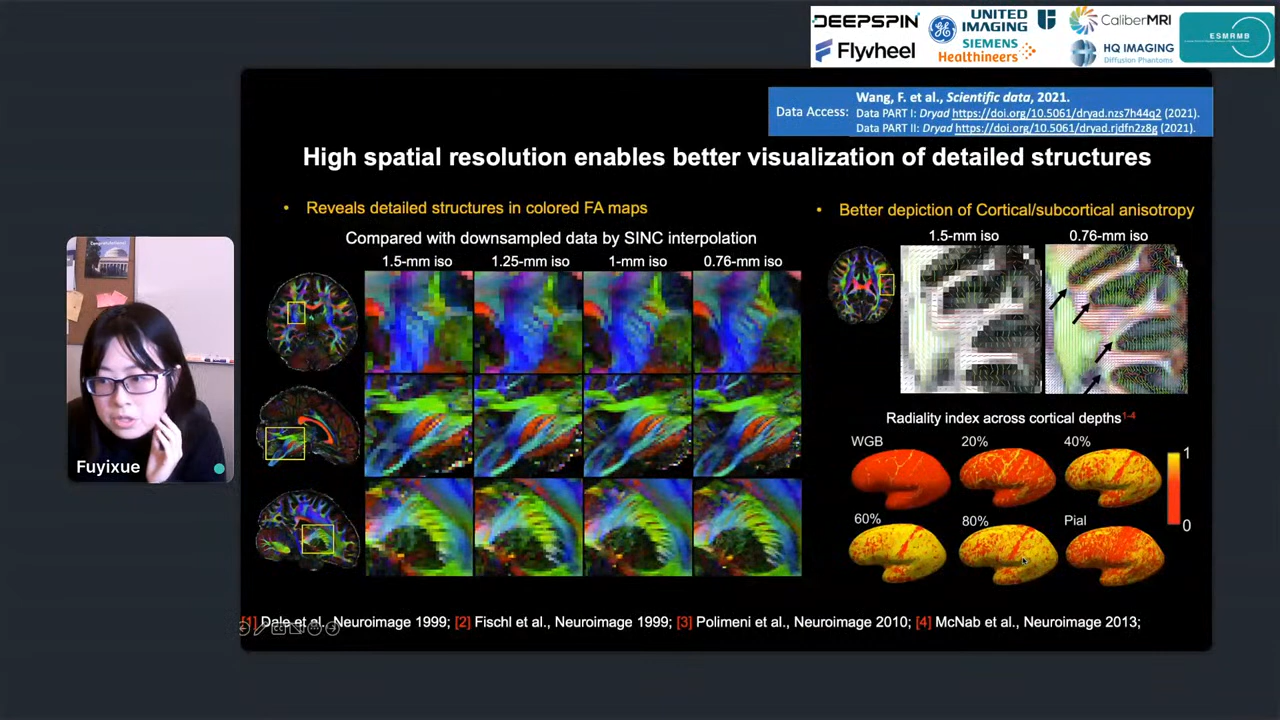 DEEPSPIN
UNITED
IMAGING
CaliberMRI
Flywheel
SIEMENS
Healthineers
HQ IMAGING
Diffusion Phantoms
ESMRMB
Data Access:
Wang, F. et al., Scientific data, 2021.
Data PART I: Dryad https://doi.org/10.5061/dryad.nzs7h44q2 (2021).
Data PART II: Dryad https://doi.org/10.5061/dryad.rjdfn2z8g (2021).
High spatial resolution enables better visualization of detailed structures
• Reveals detailed structures in colored FA maps
Compared with downsampled data by SINC interpolation
1.5-mm iso 1.25-mm iso 1-mm iso 0.76-mm iso
• Better depiction of Cortical/subcortical anisotropy
1.5-mm iso 0.76-mm iso
Radiality index across cortical depths1-4
WGB 20% 40%
1
60% 80% Pial
0
Fuyixue
[1] Dale et al. Neuroimage 1999; [2] Fischl et al., Neuroimage 1999; [3] Polimeni et al., Neuroimage 2010; [4] McNab et al., Neuroimage 2013;